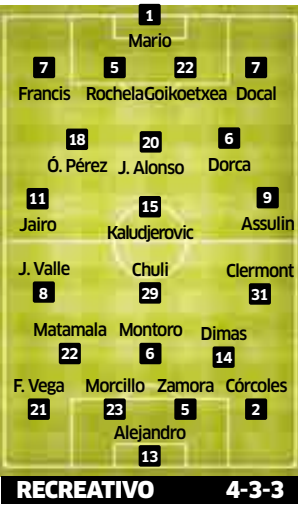 1
Mario
7 5 22 7
Francis Rochela Goikoetxea Docal
18 20 6
Ó. Pérez J. Alonso Dorca
11 15 9
Jairo Kaludjerovic Assulin
J. Valle Chuli Clermont
8 29 31
Matamala Montoro Dimas
22 6 14
F. Vega Morcillo Zamora Córcoles
21 23 5 2
Alejandro
13
RECREATIVO 4-3-3